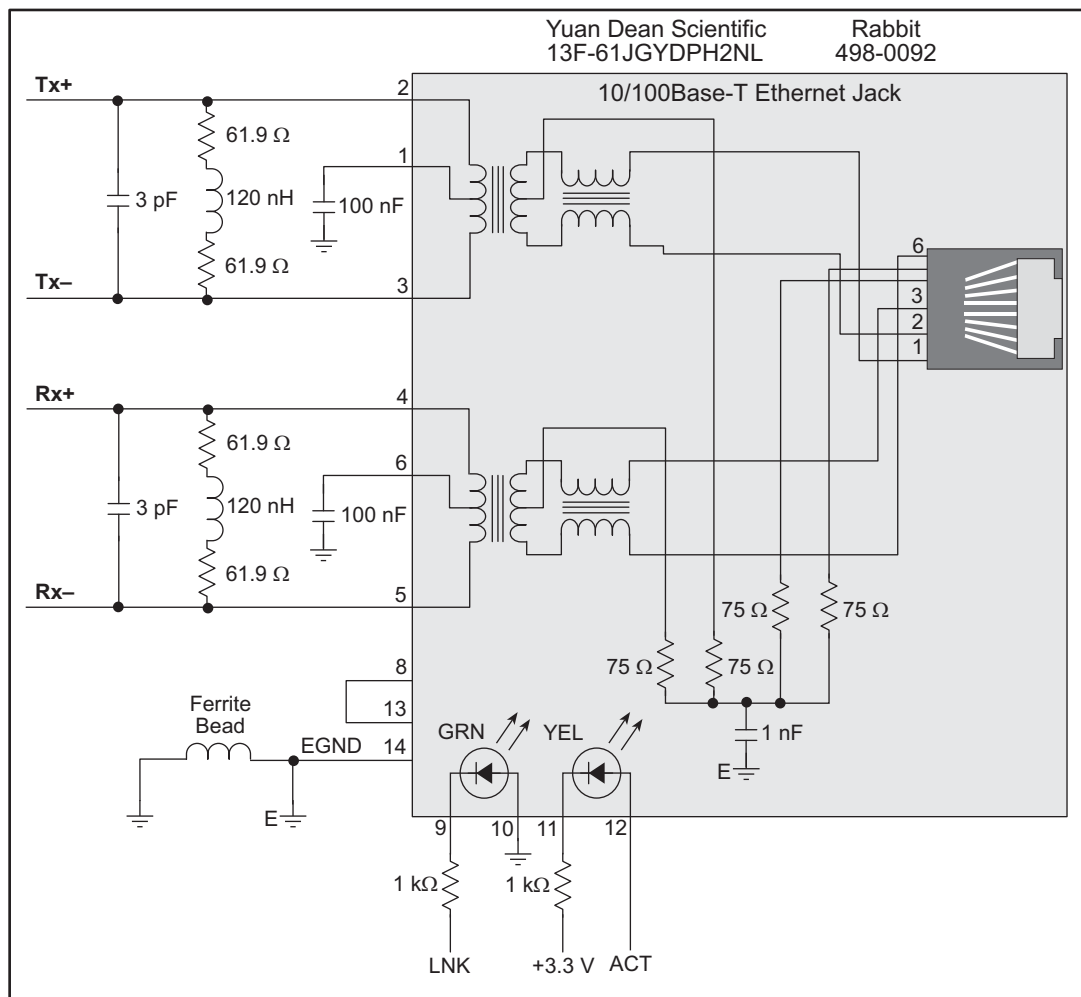 Yuan Dean Scientific Rabbit
13F-61JGYDPH2NL 498-0092
10/100Base-T Ethernet Jack
Tx+
2
61.9 Ω
1
3 pF
120 nH
100 nF
61.9 Ω
Tx–
3
6
3
2
1
Rx+
4
61.9 Ω
6
3 pF
120 nH
100 nF
61.9 Ω
Rx–
5
75 Ω
75 Ω
75 Ω
75 Ω
8
13
Ferrite
Bead
EGND
14
GRN
YEL
1 nF
E
E
9
10
11
12
1 kΩ
1 kΩ
LNK
+3.3 V
ACT